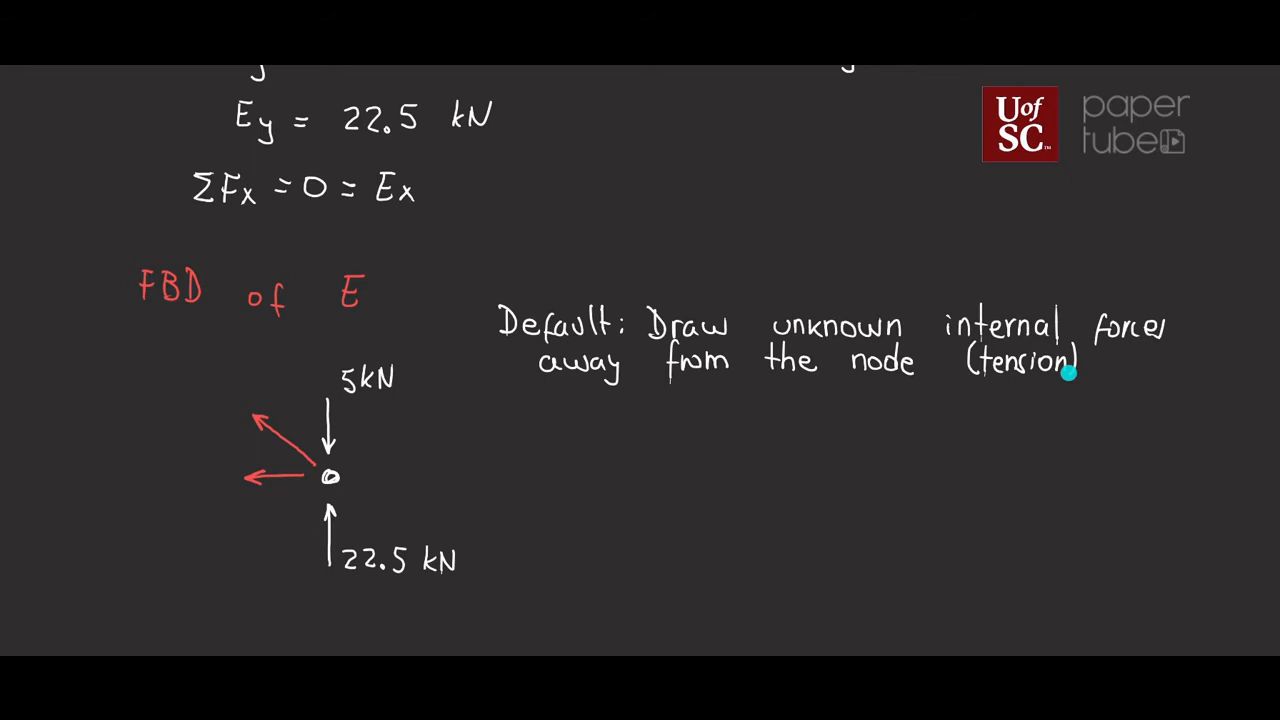 Ey = 22.5 kN
ΣFx = 0 = Ex
FBD of E
Default: Draw unknown internal forces
away from the node (tension)
5kN
22.5 kN
UofSC™
paper
tube